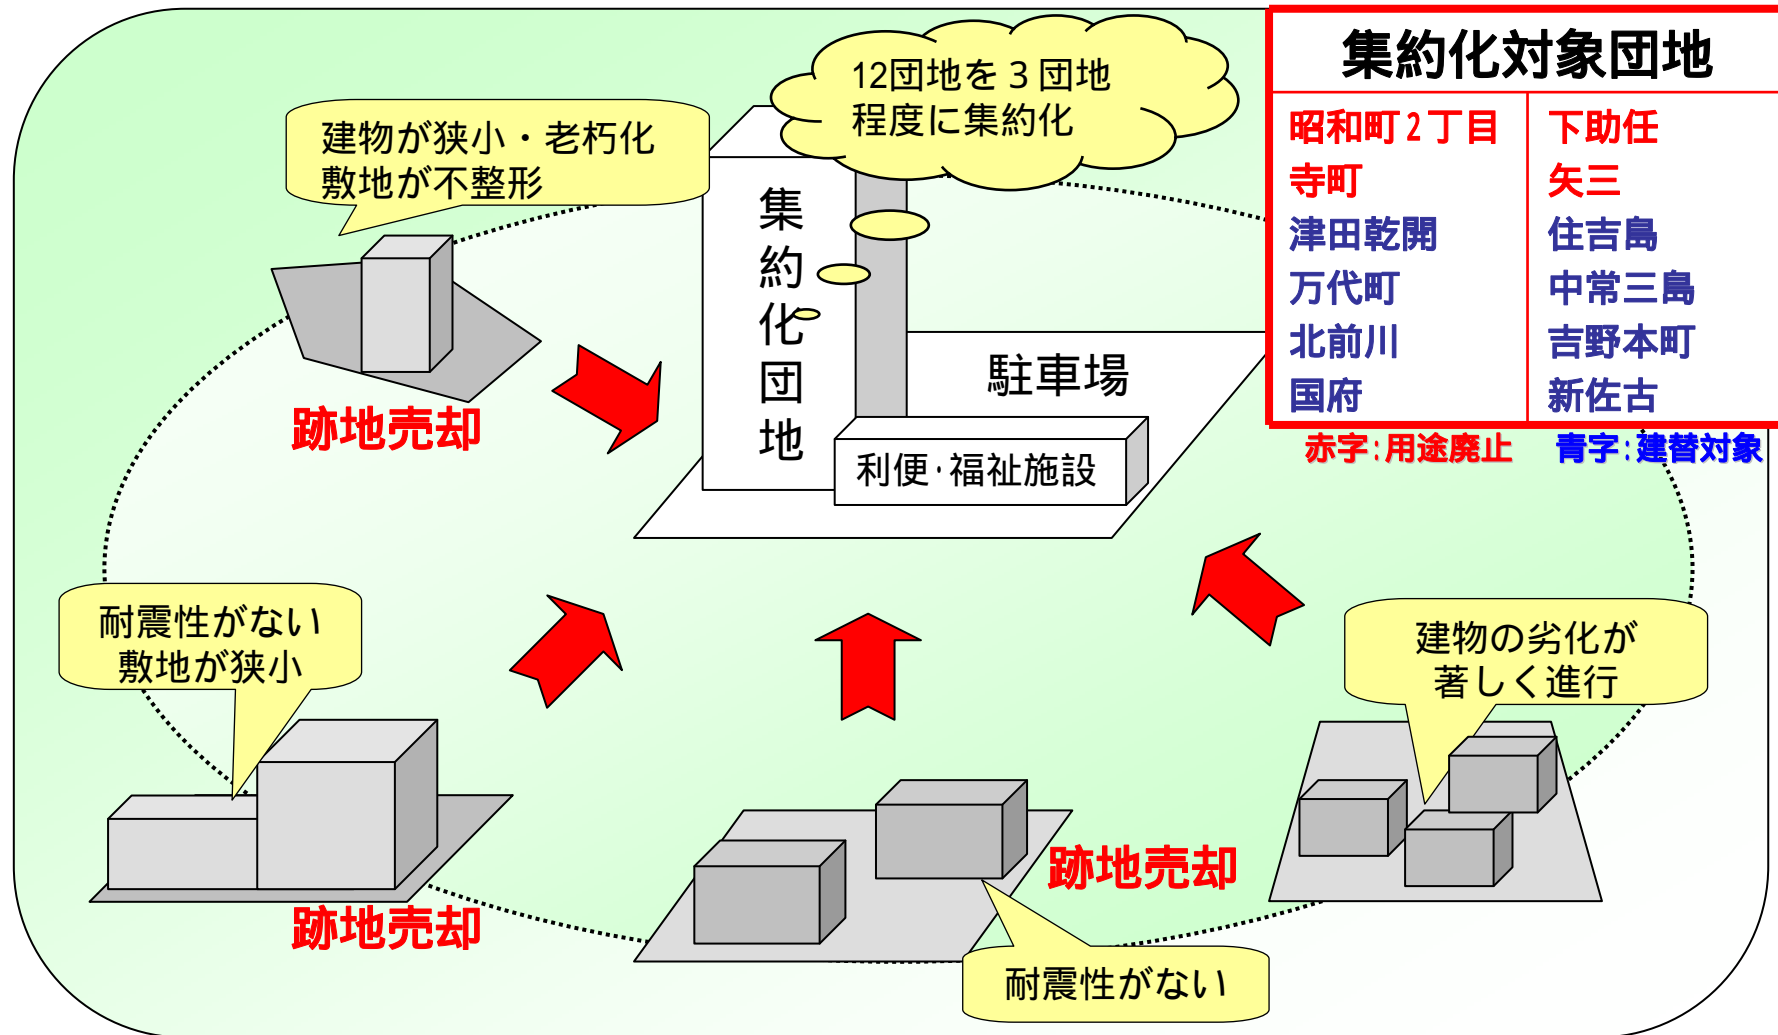 12団地を３団地
程度に集約化
集約化対象団地
昭和町２丁目
下助任
寺町
矢三
津田乾開
住吉島
万代町
中常三島
北前川
吉野本町
国府
新佐古
赤字:用途廃止
青字:建替対象
建物が狭小・老朽化
敷地が不整形
集約化団地
駐車場
利便・福祉施設
跡地売却
耐震性がない
敷地が狭小
跡地売却
跡地売却
耐震性がない
建物の劣化が
著しく進行